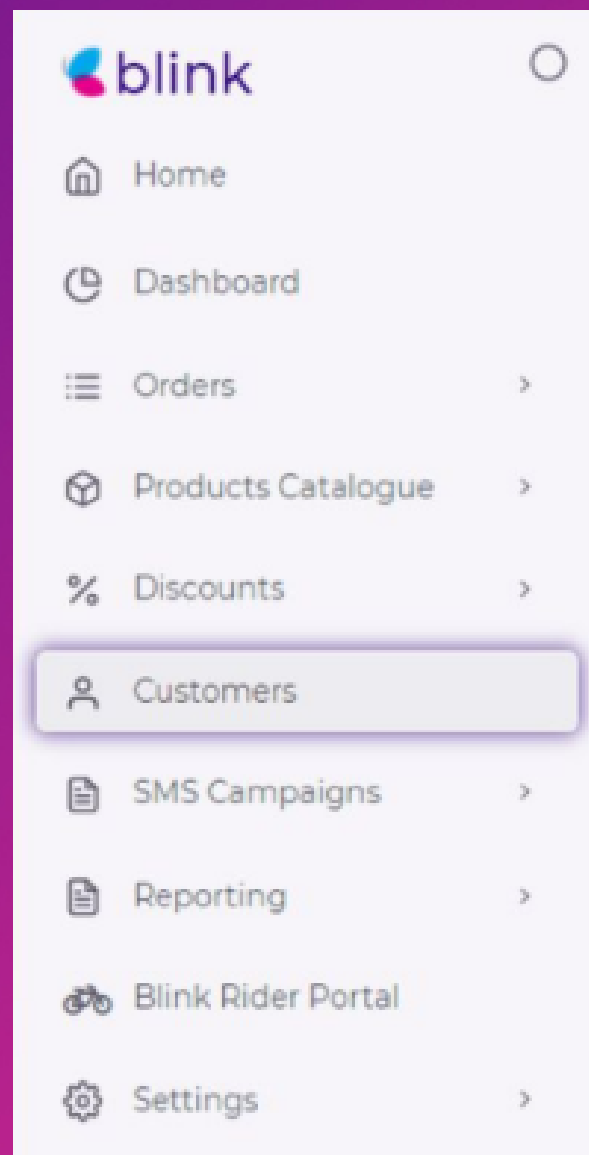 blink
Home
Dashboard
Orders
Products Catalogue
Discounts
Customers
SMS Campaigns
Reporting
Blink Rider Portal
Settings